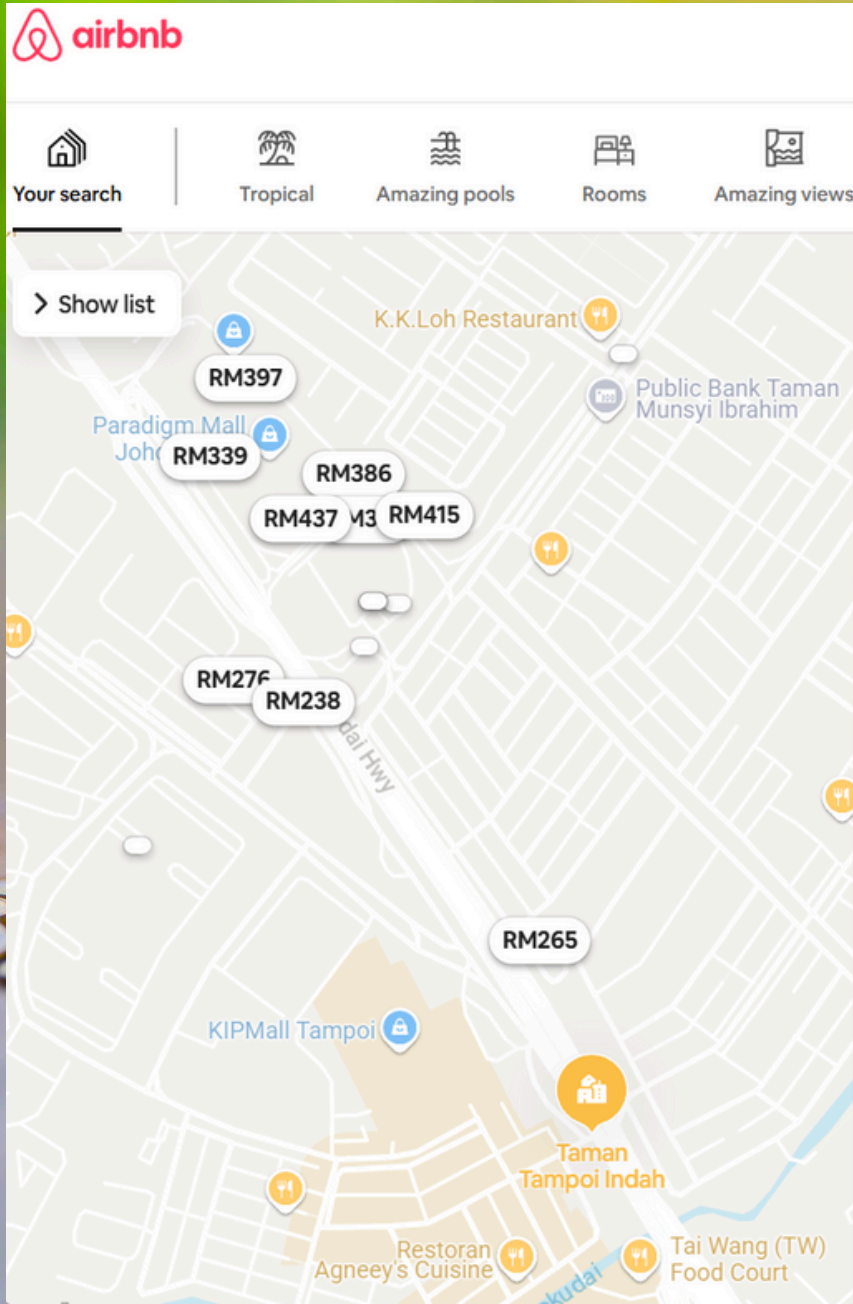 airbnb
Your search
Tropical
Amazing pools
Rooms
Amazing views
Show list
K.K.Loh Restaurant
RM397
Public Bank Taman
Munsyi Ibrahim
Paradigm Mall
RM339
RM386
RM437
RM415
RM276
RM238
Hwy
RM265
KIPMall Tampoi
Taman
Tampoi Indah
Restoran
Agneey's Cuisine
Tai Wang (TW)
Food Court